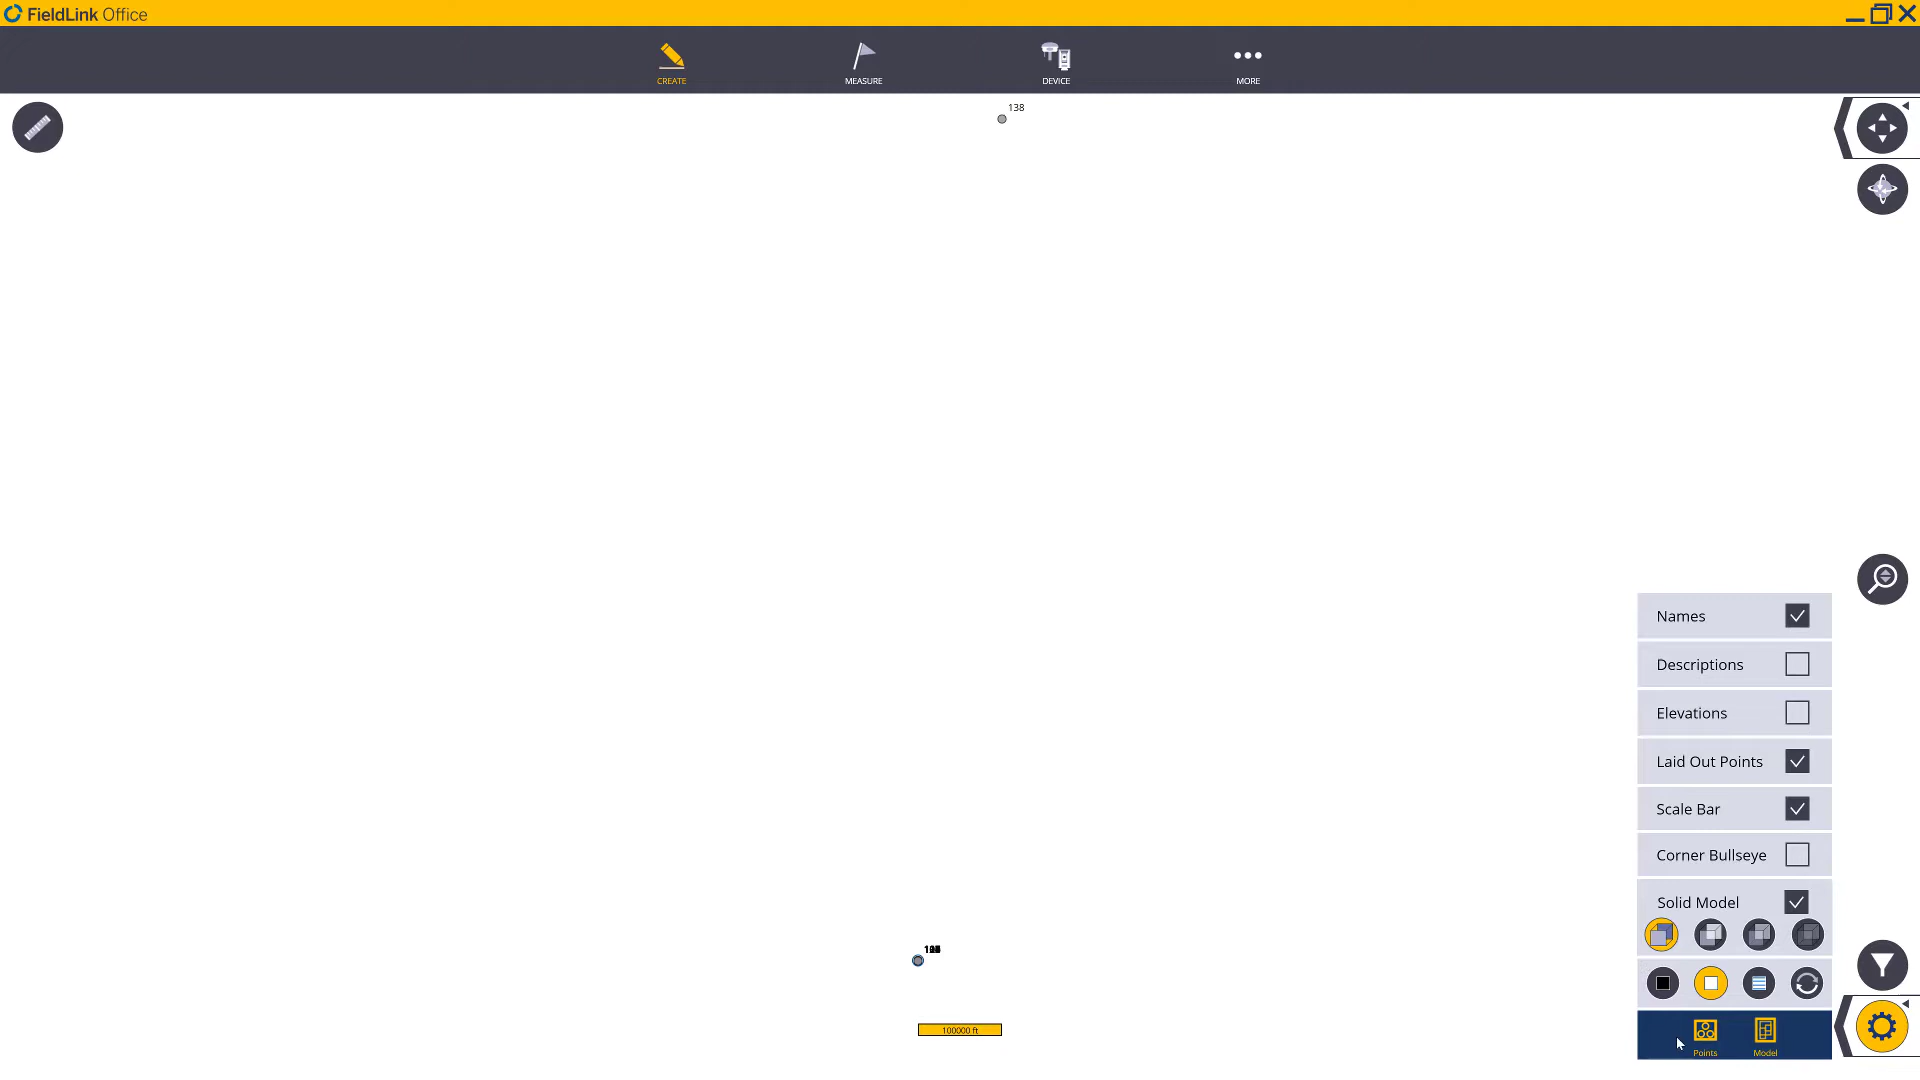 FieldLink Office
CREATE
MEASURE
DEVICE
MORE
138
Names
Descriptions
Elevations
Laid Out Points
Scale Bar
Corner Bullseye
Solid Model
100000 ft
Points
Model